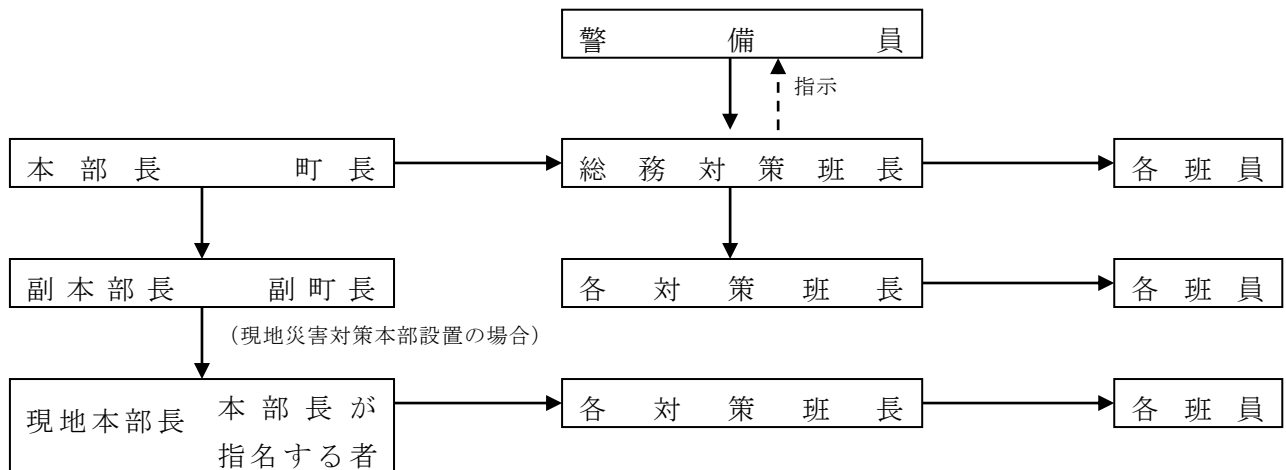 警備員
指示
本部長 町長
総務対策班長
各班員
副本部長 副町長
各対策班長
各班員
（現地災害対策本部設置の場合）
現地本部長 本部長が
指名する者
各対策班長
各班員